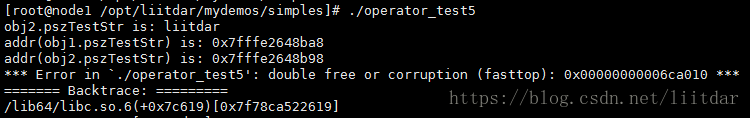 [root@node1 /opt/liitdar/mydemos/simples]# ./operator_test5
obj2.pszTestStr is: liitdar
addr(obj1.pszTestStr) is: 0x7fffe2648ba8
addr(obj2.pszTestStr) is: 0x7fffe2648b98
*** Error in `./operator_test5': double free or corruption (fasttop): 0x00000000006ca010 ***
======= Backtrace: =========
/lib64/libc.so.6(+0x7c619)[0x7f78ca522619]
https://blog.csdn.net/liitdar